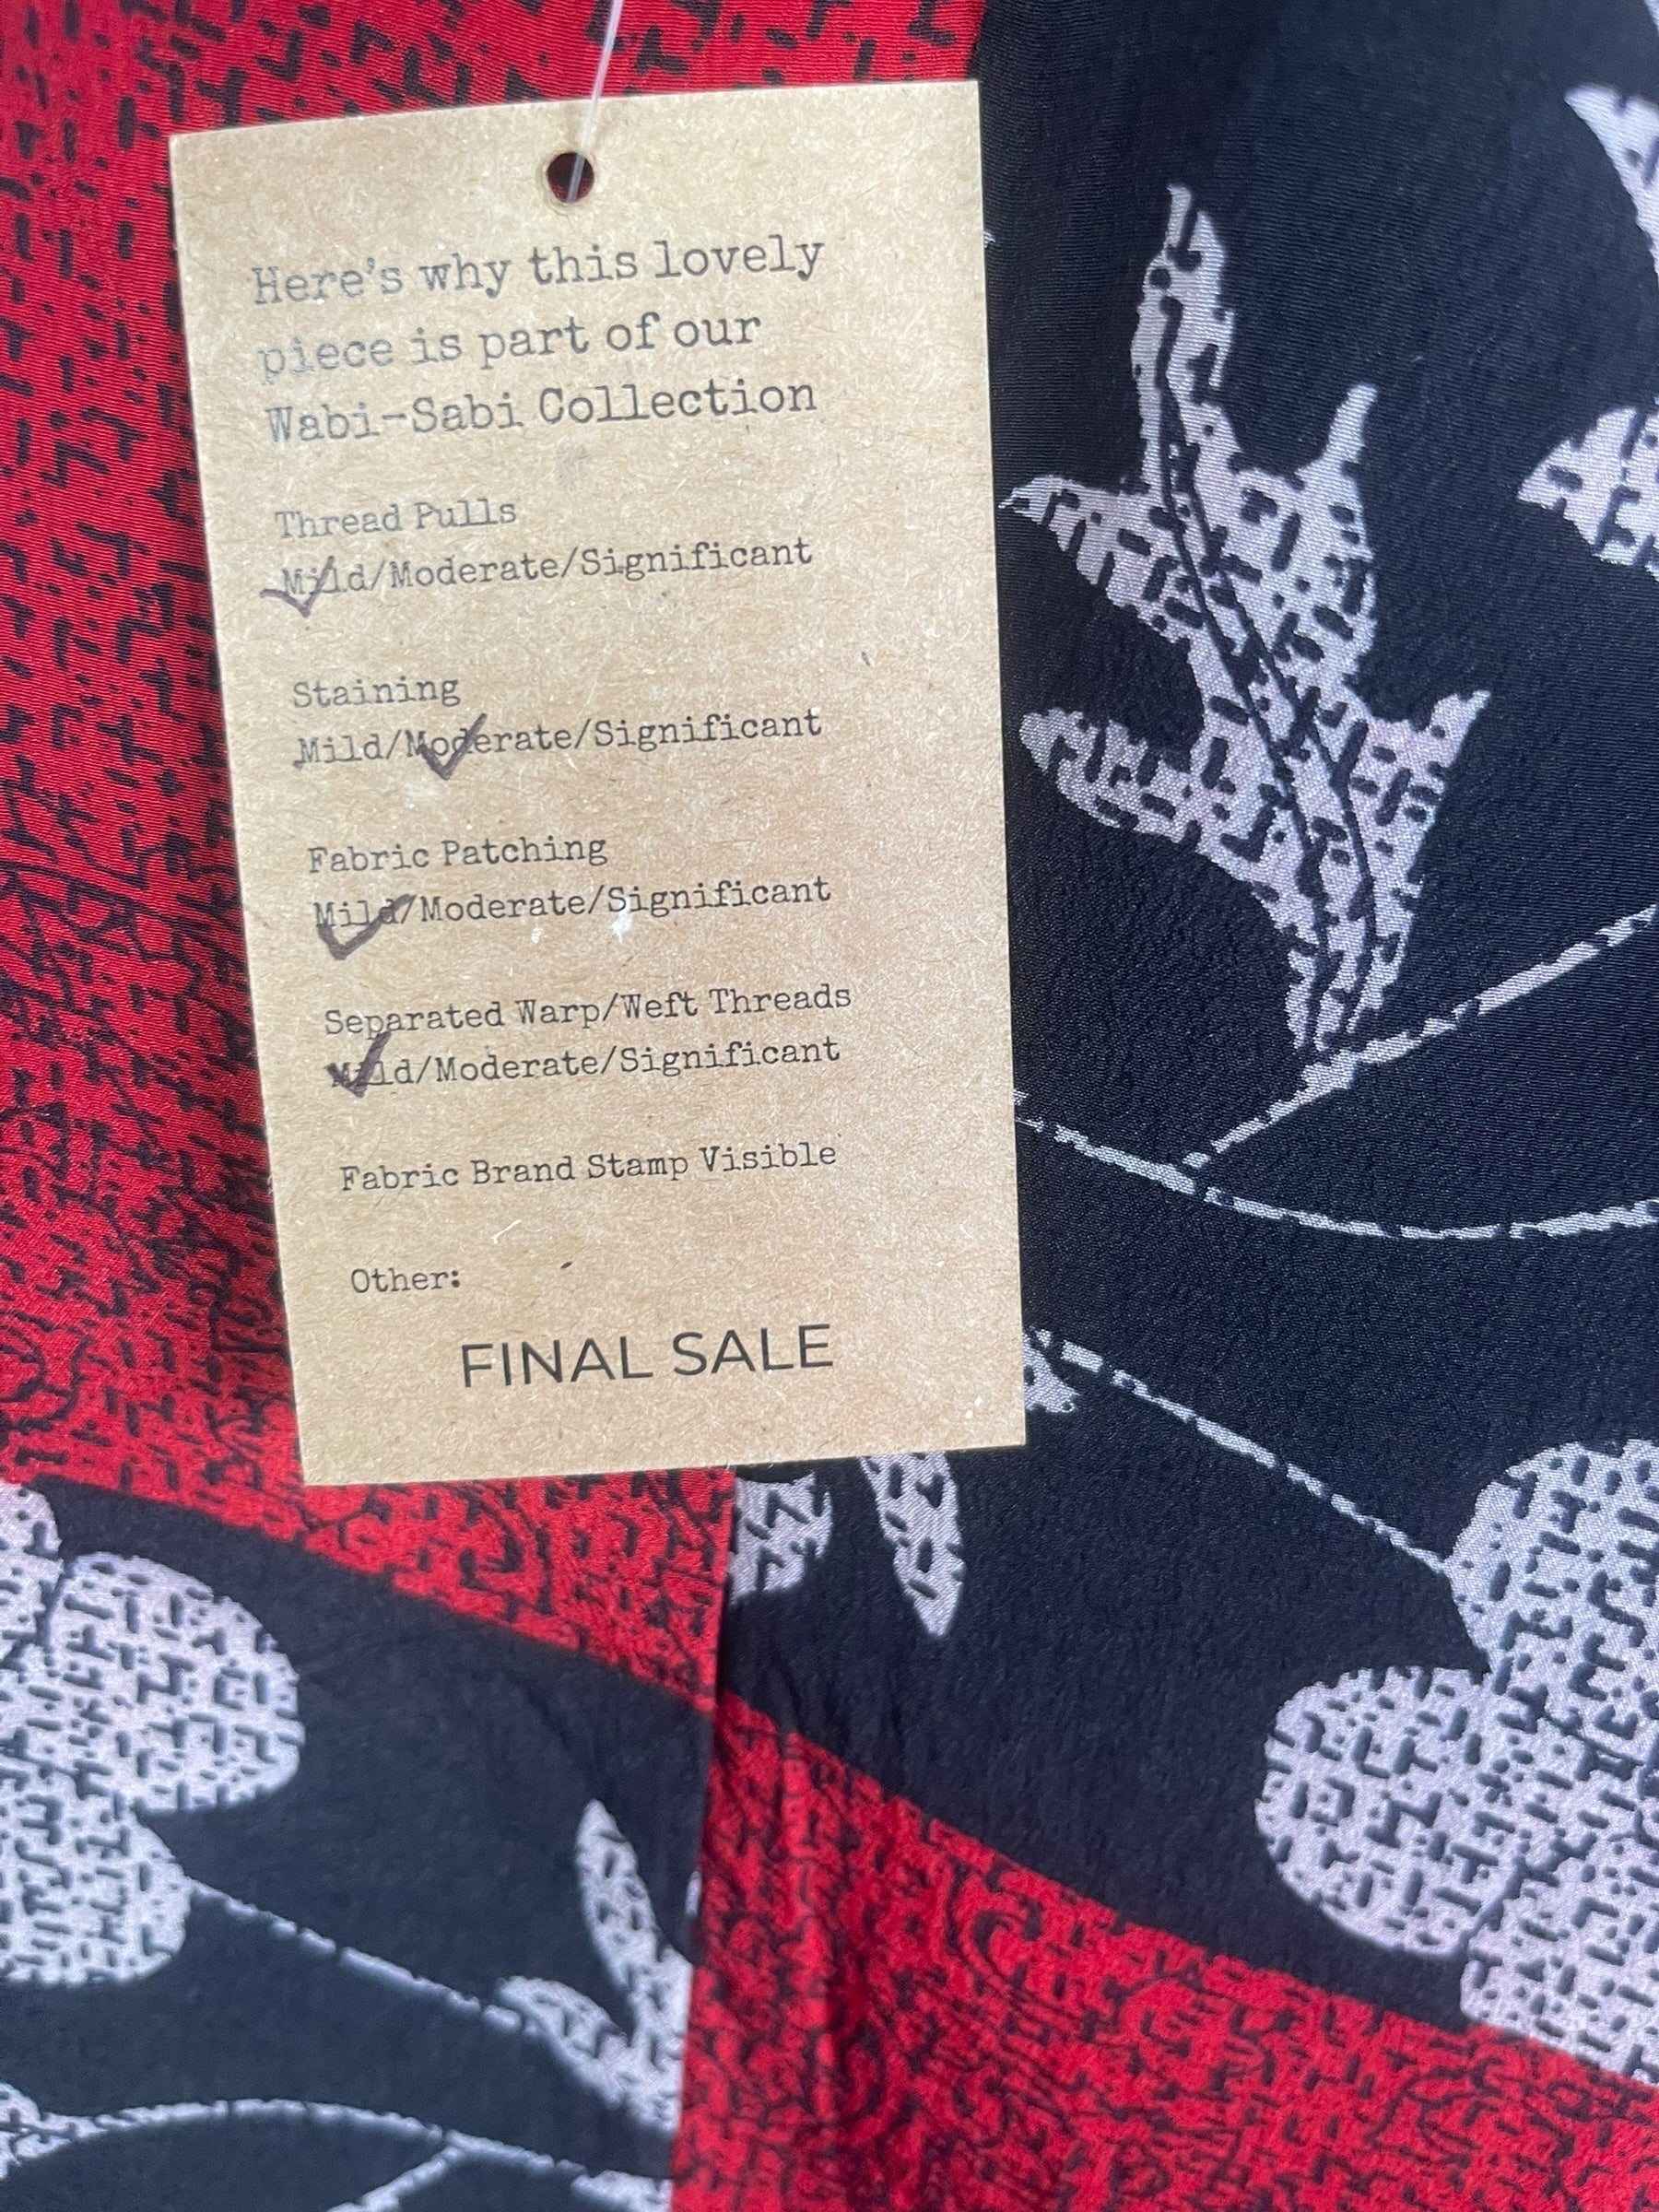 Here's why this lovely
piece is part of our
Wabi-Sabi Collection
Thread Pulls
Mild/Moderate/Significant
Staining
Mild/Moderate/Significant
Fabric Patching
Mild/Moderate/Significant
Separated Warp/Weft Threads
Mild/Moderate/Significant
Fabric Brand Stamp Visible
Other:
FINAL SALE